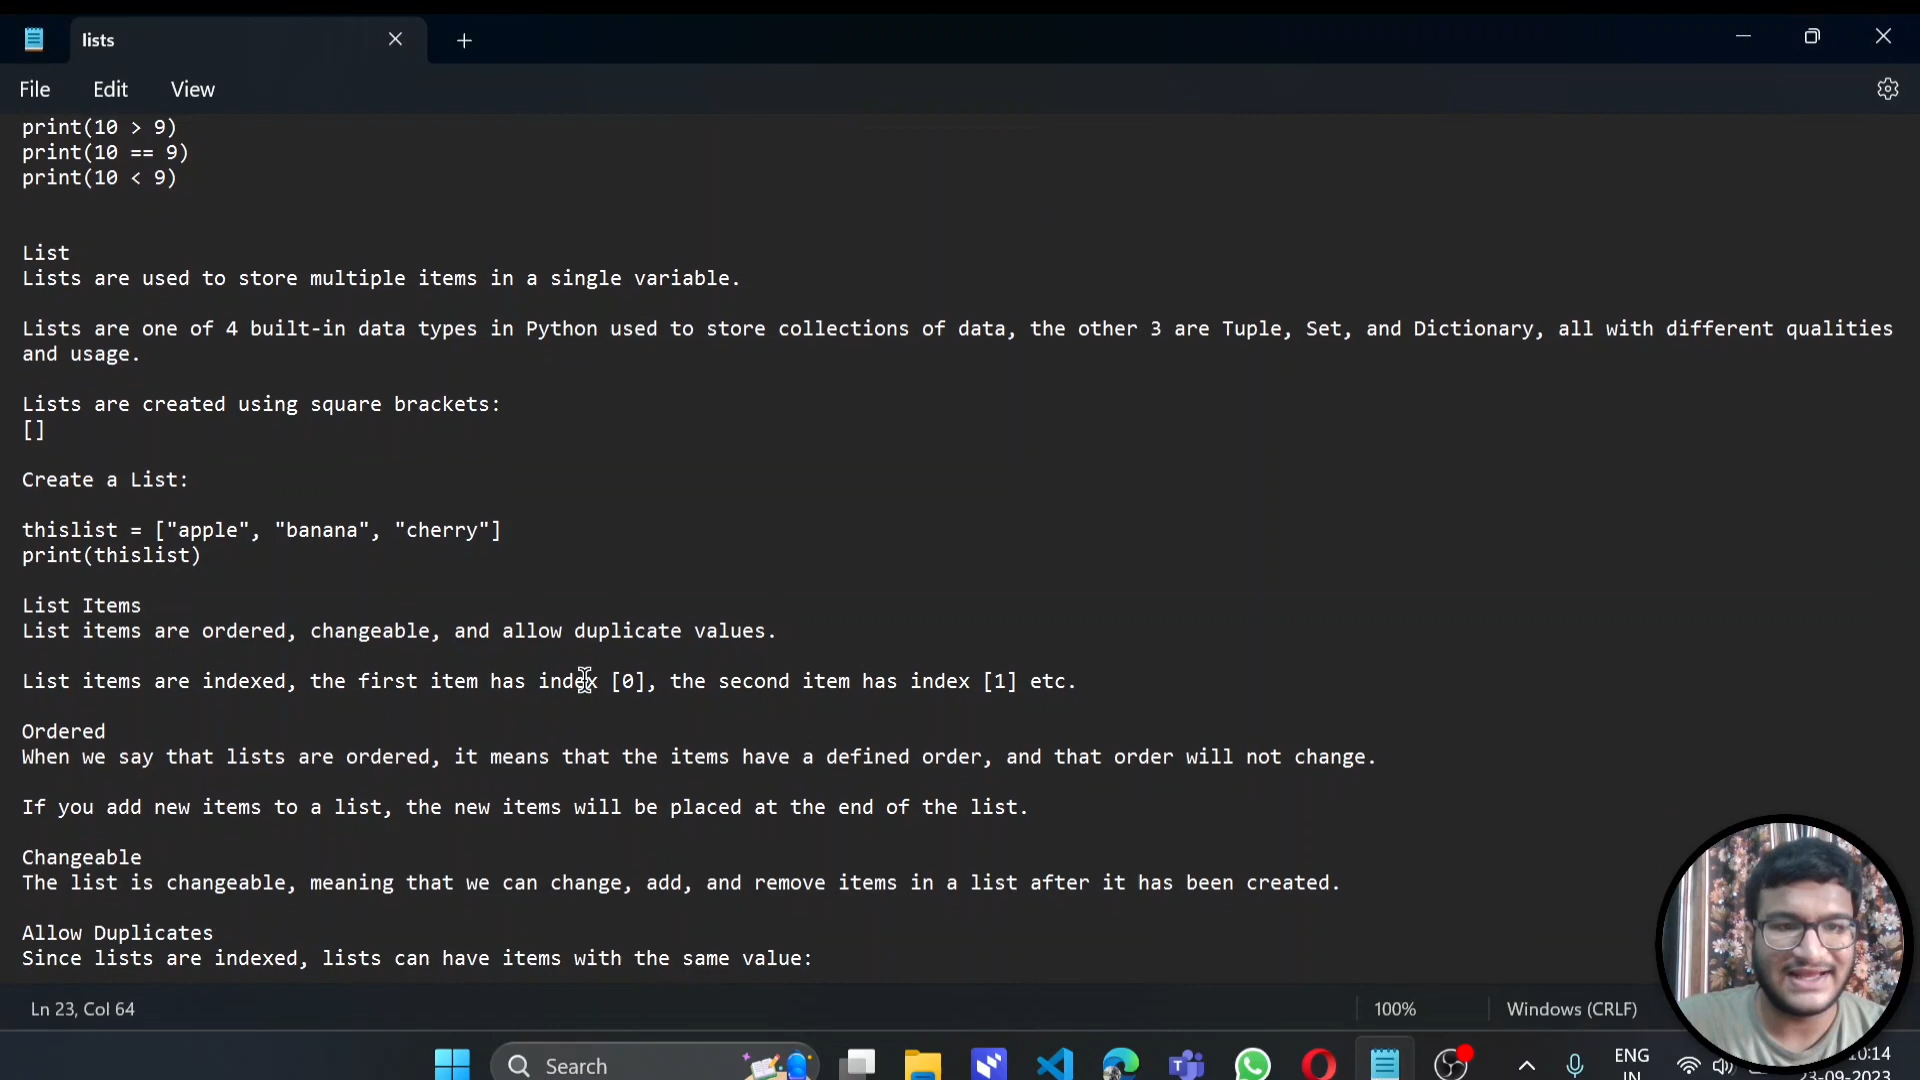 lists
File Edit View
print(10 > 9)
print(10 == 9)
print(10 < 9)
List
Lists are used to store multiple items in a single variable.
Lists are one of 4 built-in data types in Python used to store collections of data, the other 3 are Tuple, Set, and Dictionary, all with different qualities
and usage.
Lists are created using square brackets:
[]
Create a List:
thislist = ["apple", "banana", "cherry"]
print(thislist)
List Items
List items are ordered, changeable, and allow duplicate values.
List items are indexed, the first item has index [0], the second item has index [1] etc.
Ordered
When we say that lists are ordered, it means that the items have a defined order, and that order will not change.
If you add new items to a list, the new items will be placed at the end of the list.
Changeable
The list is changeable, meaning that we can change, add, and remove items in a list after it has been created.
Allow Duplicates
Since lists are indexed, lists can have items with the same value:
Ln 23, Col 64 100% Windows (CRLF)
Search ENG 10:14
IN 23-09-2023